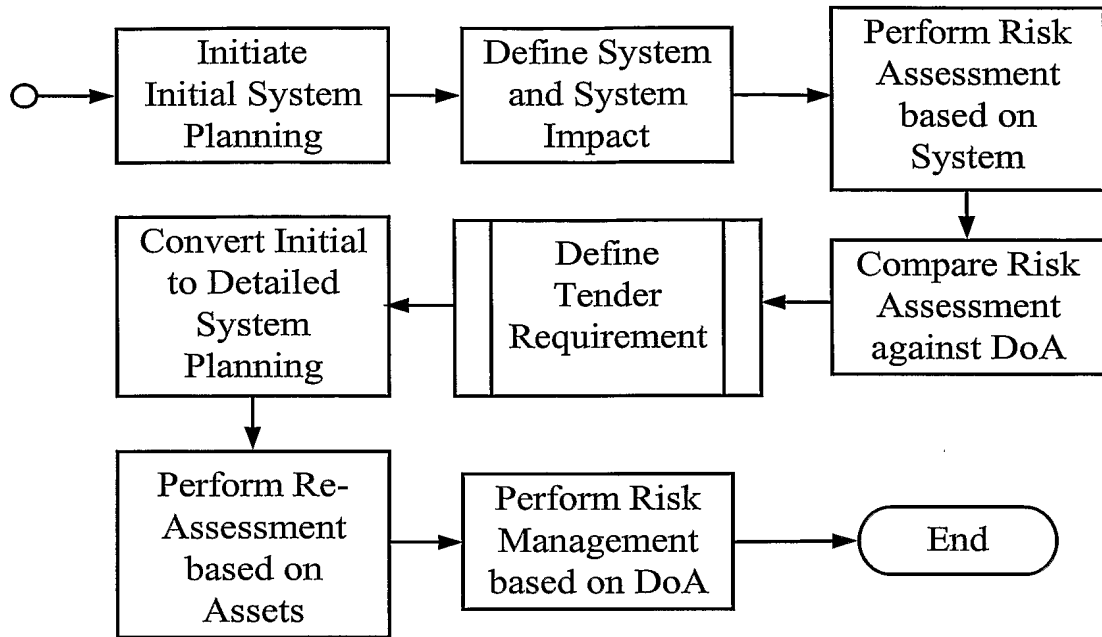 Initiate
Initial System
Planning
Define System
and System
Impact
Perform Risk
Assessment
based on
System
Compare Risk
Assessment
against DoA
Define
Tender
Requirement
Convert Initial
to Detailed
System
Planning
Perform Re-
Assessment
based on
Assets
Perform Risk
Management
based on DoA
End